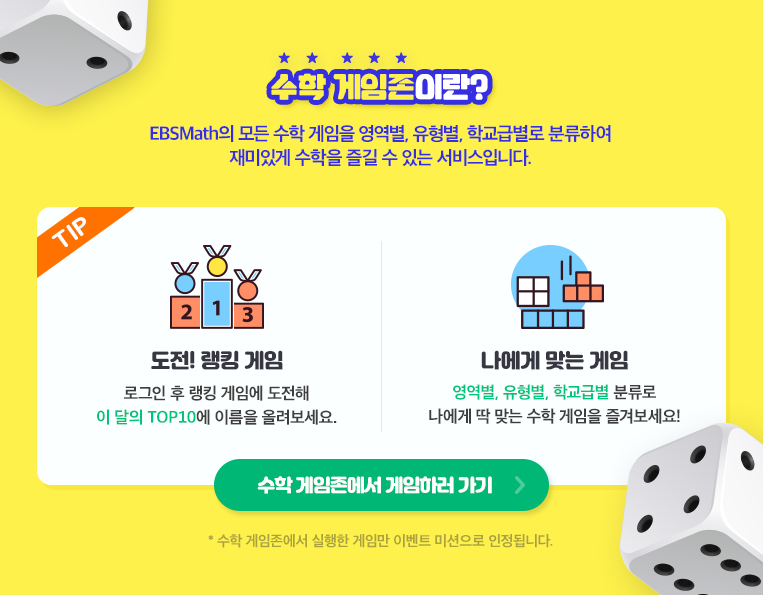 수학 게임존이란?
EBSMath의 모든 수학 게임을 영역별, 유형별, 학교급별로 분류하여
재미있게 수학을 즐길 수 있는 서비스입니다.
TIP
2 1 3
도전! 랭킹 게임
로그인 후 랭킹 게임에 도전해
이 달의 TOP10에 이름을 올려보세요.
나에게 맞는 게임
영역별, 유형별, 학교급별 분류로
나에게 딱 맞는 수학 게임을 즐겨보세요!
수학 게임존에서 게임하러 가기
* 수학 게임존에서 실행한 게임만 이벤트 미션으로 인정됩니다.